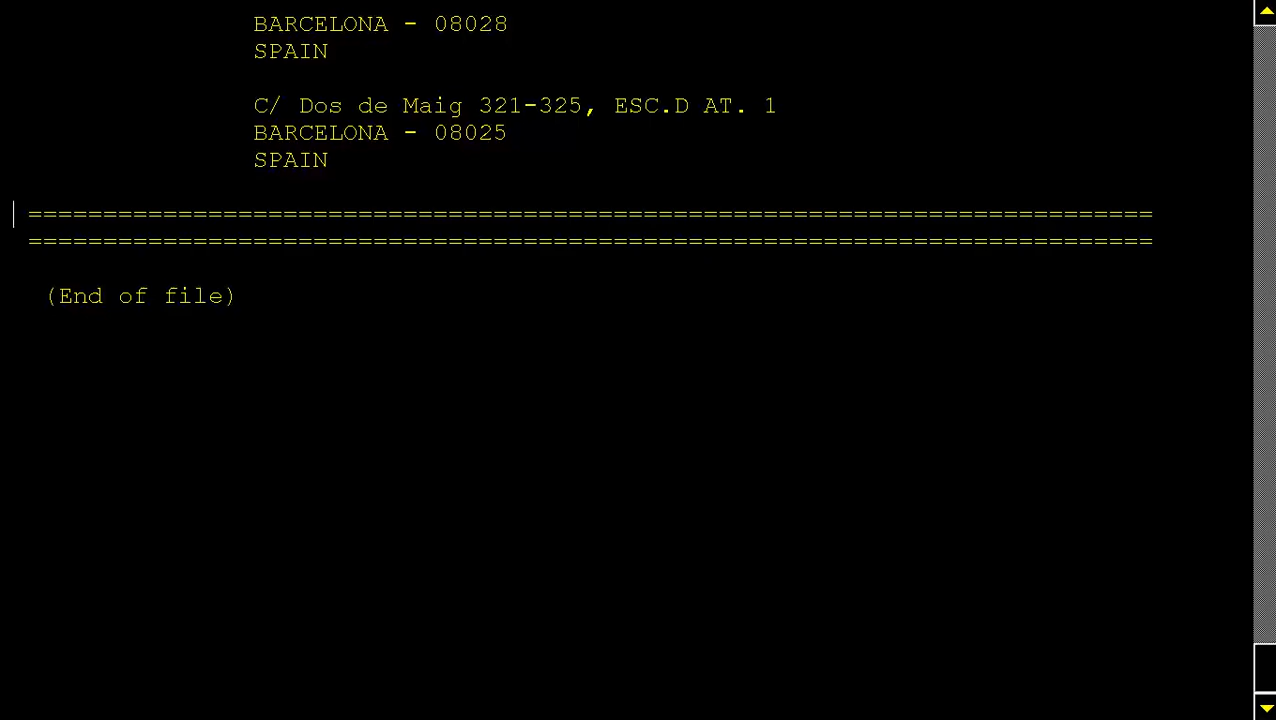 BARCELONA - 08028
SPAIN
C/ Dos de Maig 321-325, ESC.D AT. 1
BARCELONA - 08025
SPAIN
===========================================================================
===========================================================================
(End of file)